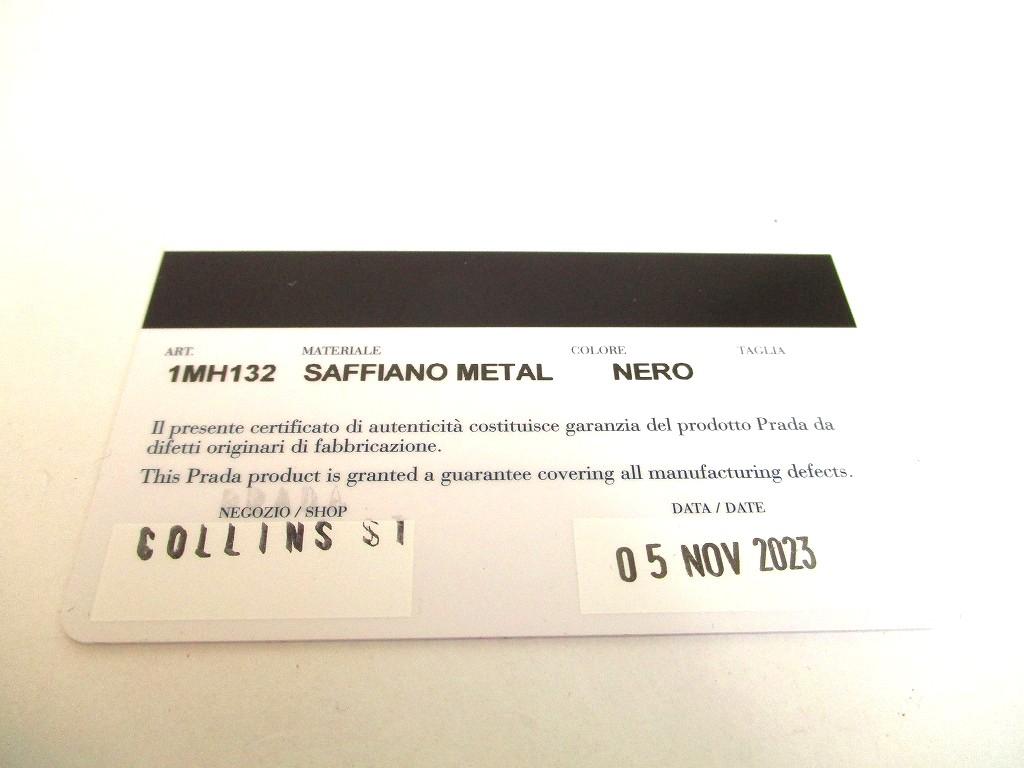 ART. MATERIALE COLORE TAGLIA
1MH132 SAFFIANO METAL NERO
Il presente certificato di autenticità costituisce garanzia del prodotto Prada da
difetti originari di fabbricazione.
This Prada product is granted a guarantee covering all manufacturing defects.
PRADA
NEGOZIO / SHOP DATA / DATE
COLLINS ST 05 NOV 2023